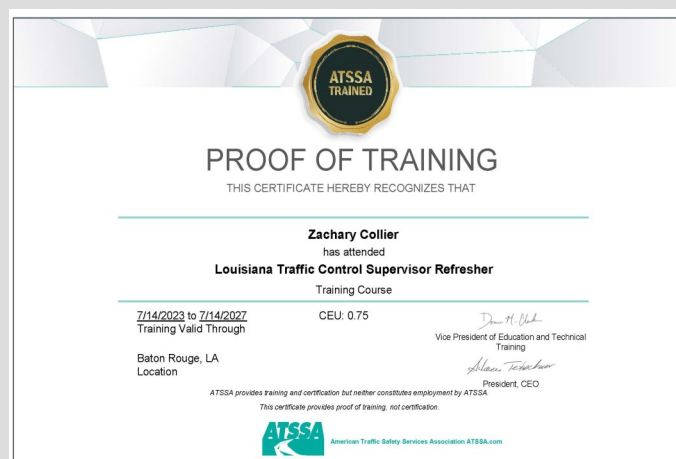 ATSSA
TRAINED
PROOF OF TRAINING
THIS CERTIFICATE HEREBY RECOGNIZES THAT
Zachary Collier
has attended
Louisiana Traffic Control Supervisor Refresher
Training Course
7/14/2023 to 7/14/2027
Training Valid Through
CEU: 0.75
Vice President of Education and Technical
Training
Baton Rouge, LA
Location
President, CEO
ATSSA provides training and certification but neither constitutes employment by ATSSA.
This certificate provides proof of training, not certification.
ATSSA
American Traffic Safety Services Association ATSSA.com